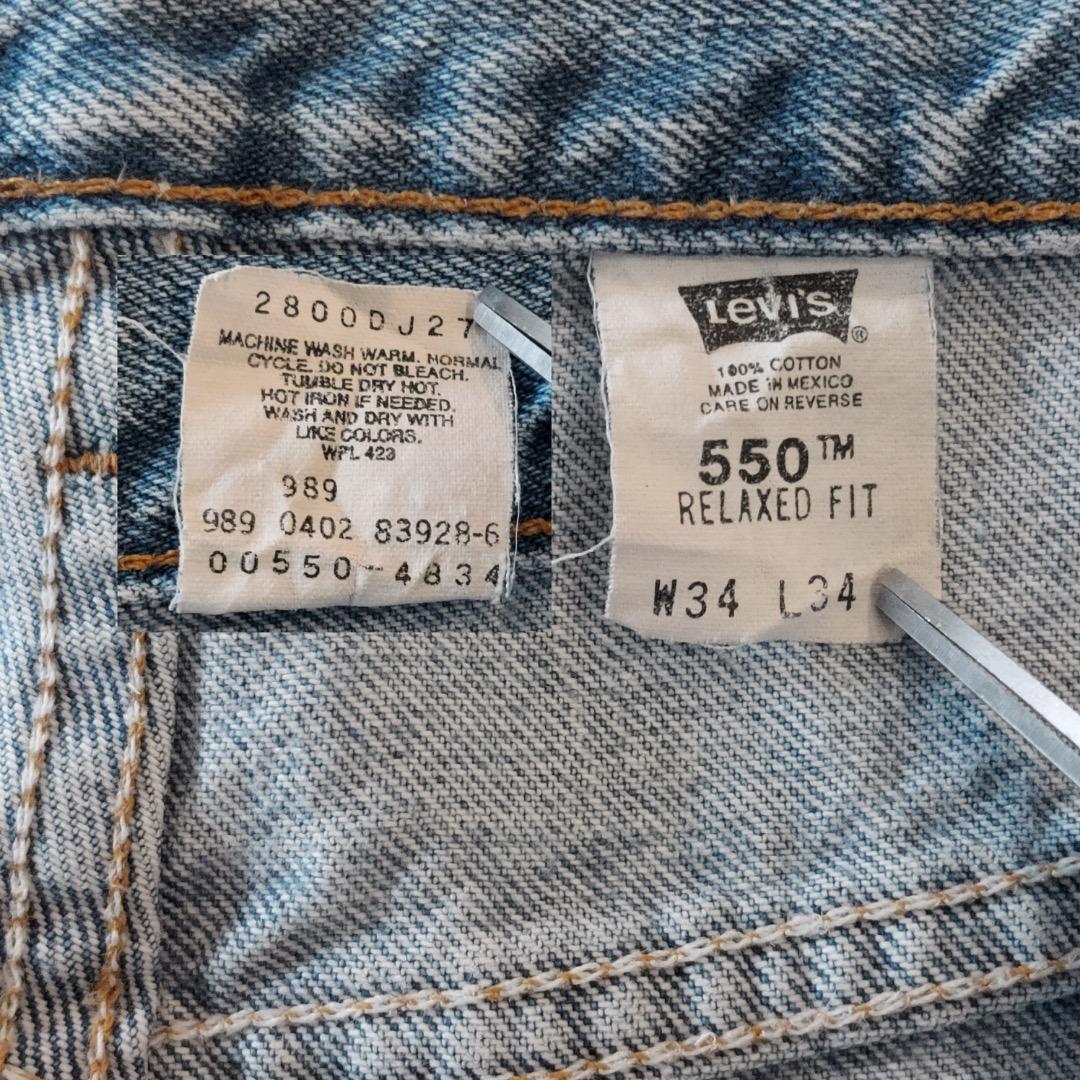 2800DJ27
MACHINE WASH WARM. NORMAL
CYCLE. DO NOT BLEACH.
TUMBLE DRY HOT.
HOT IRON IF NEEDED.
WASH AND DRY WITH
LIKE COLORS.
WPL 423
989
989 0402 83928-6
00550-4834
LEVI'S®
100% COTTON
MADE IN MEXICO
CARE ON REVERSE
550™
RELAXED FIT
W34 L34